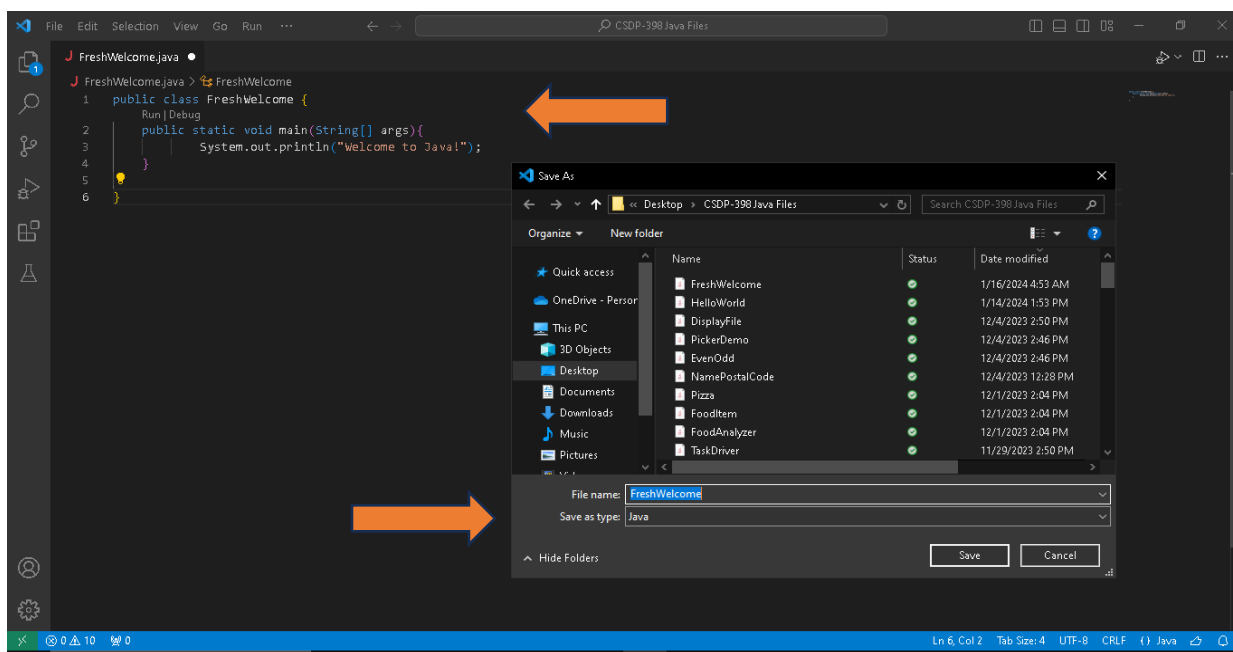 File Edit Selection View Go Run ··· CSDP-398 Java Files
J FreshWelcome.java
J FreshWelcome.java > FreshWelcome
1 public class FreshWelcome {
Run | Debug
2 public static void main(String[] args){
3 System.out.println("Welcome to Java!");
4 }
5
6 }
1
Save As
« Desktop > CSDP-398 Java Files
Search CSDP-398 Java Files
Organize New folder
Name Status Date modified
Quick access
OneDrive - Person
This PC
3D Objects
Desktop
Documents
Downloads
Music
Pictures
FreshWelcome 1/16/2024 4:53 AM
HelloWorld 1/14/2024 1:53 PM
DisplayFile 12/4/2023 2:50 PM
PickerDemo 12/4/2023 2:46 PM
EvenOdd 12/4/2023 2:46 PM
NamePostalCode 12/4/2023 12:28 PM
Pizza 12/1/2023 2:04 PM
FoodItem 12/1/2023 2:04 PM
FoodAnalyzer 12/1/2023 2:04 PM
TaskDriver 11/29/2023 2:50 PM
File name: FreshWelcome
Save as type: Java
Hide Folders Save Cancel
0 10 0 Ln 6, Col 2 Tab Size: 4 UTF-8 CRLF {} Java